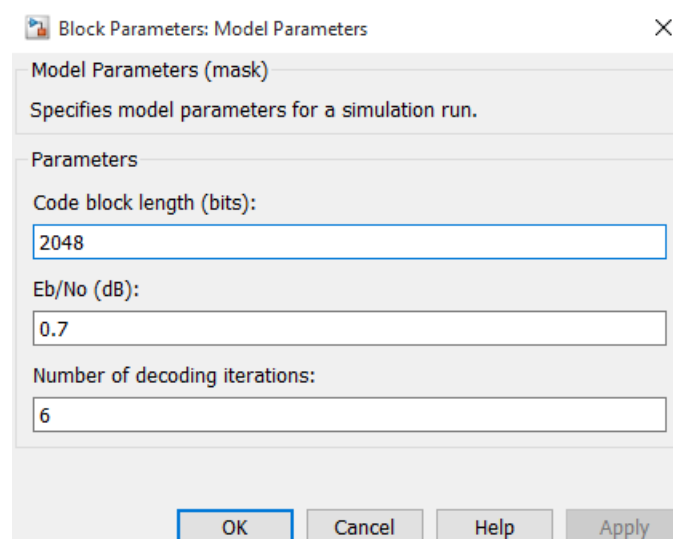 Block Parameters: Model Parameters
Model Parameters (mask)
Specifies model parameters for a simulation run.
Parameters
Code block length (bits):
2048
Eb/No (dB):
0.7
Number of decoding iterations:
6
OK Cancel Help Apply